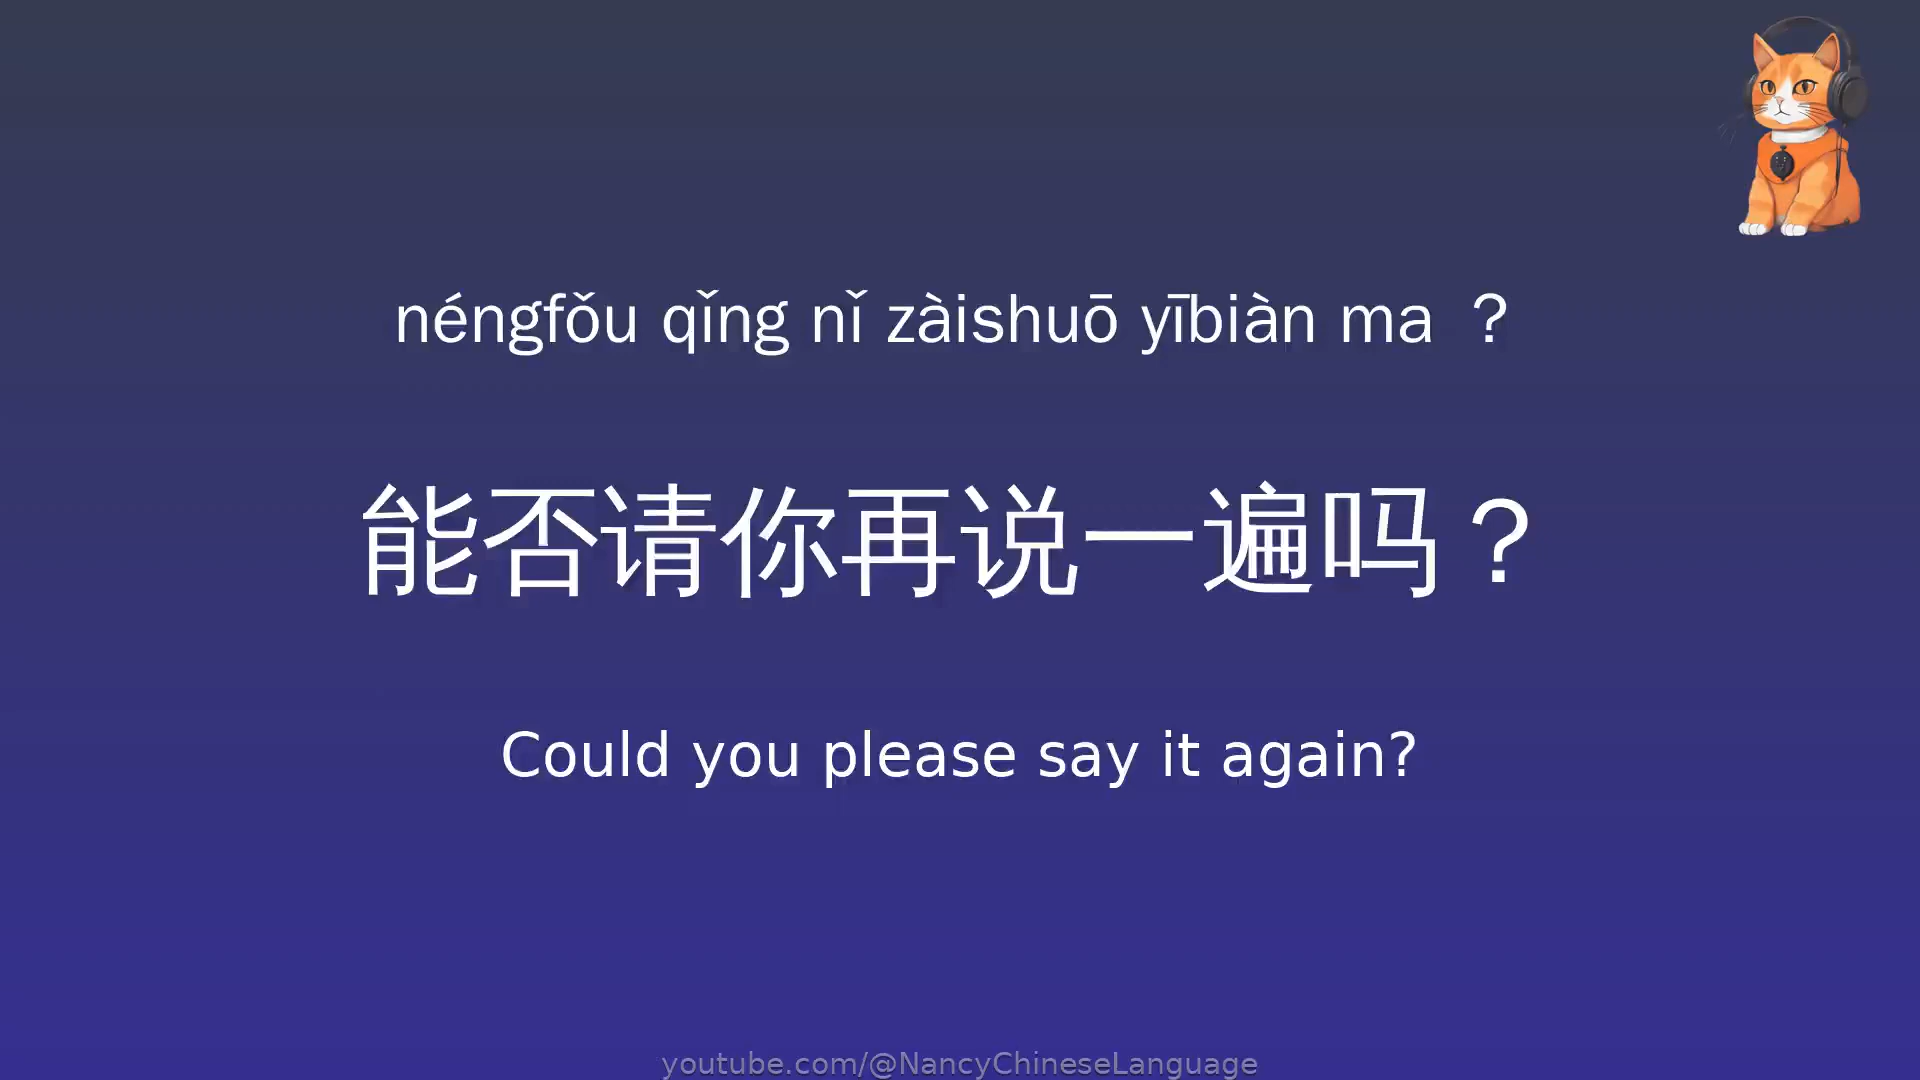 néngfǒu qǐng nǐ zàishuō yībiàn ma ？
能否请你再说一遍吗？
Could you please say it again?
youtube.com/@NancyChineseLanguage